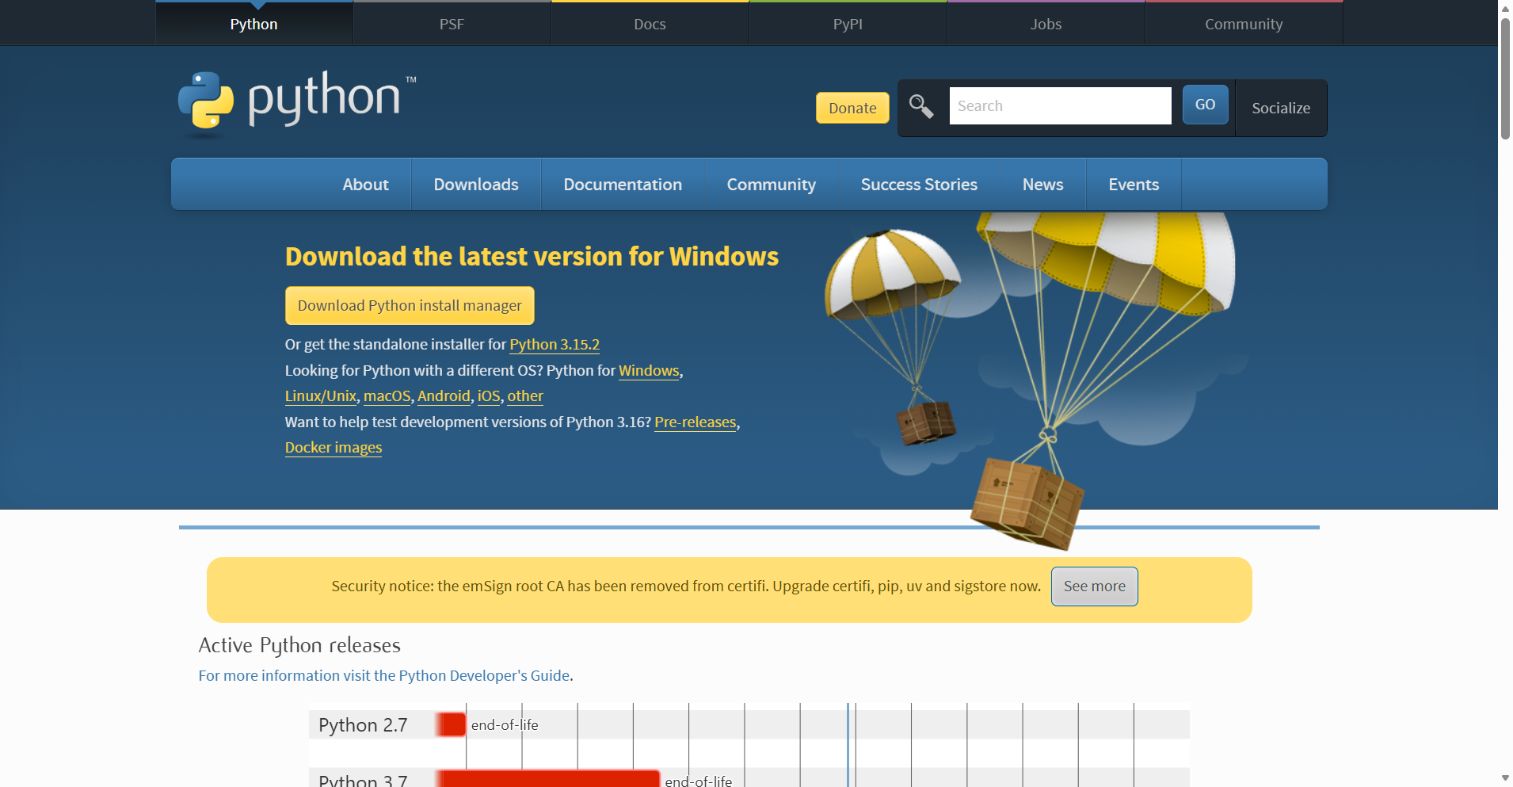 Python
PSF
Docs
PyPI
Jobs
Community
python™
Donate
Search
GO
Socialize
About
Downloads
Documentation
Community
Success Stories
News
Events
Download the latest version for Windows
Download Python install manager
Or get the standalone installer for Python 3.15.2
Looking for Python with a different OS? Python for Windows,
Linux/Unix, macOS, Android, iOS, other
Want to help test development versions of Python 3.16? Pre-releases,
Docker images
Security notice: the emSign root CA has been removed from certifi. Upgrade certifi, pip, uv and sigstore now.
See more
Active Python releases
For more information visit the Python Developer's Guide.
Python 2.7
end-of-life
Python 3.7
end-of-life